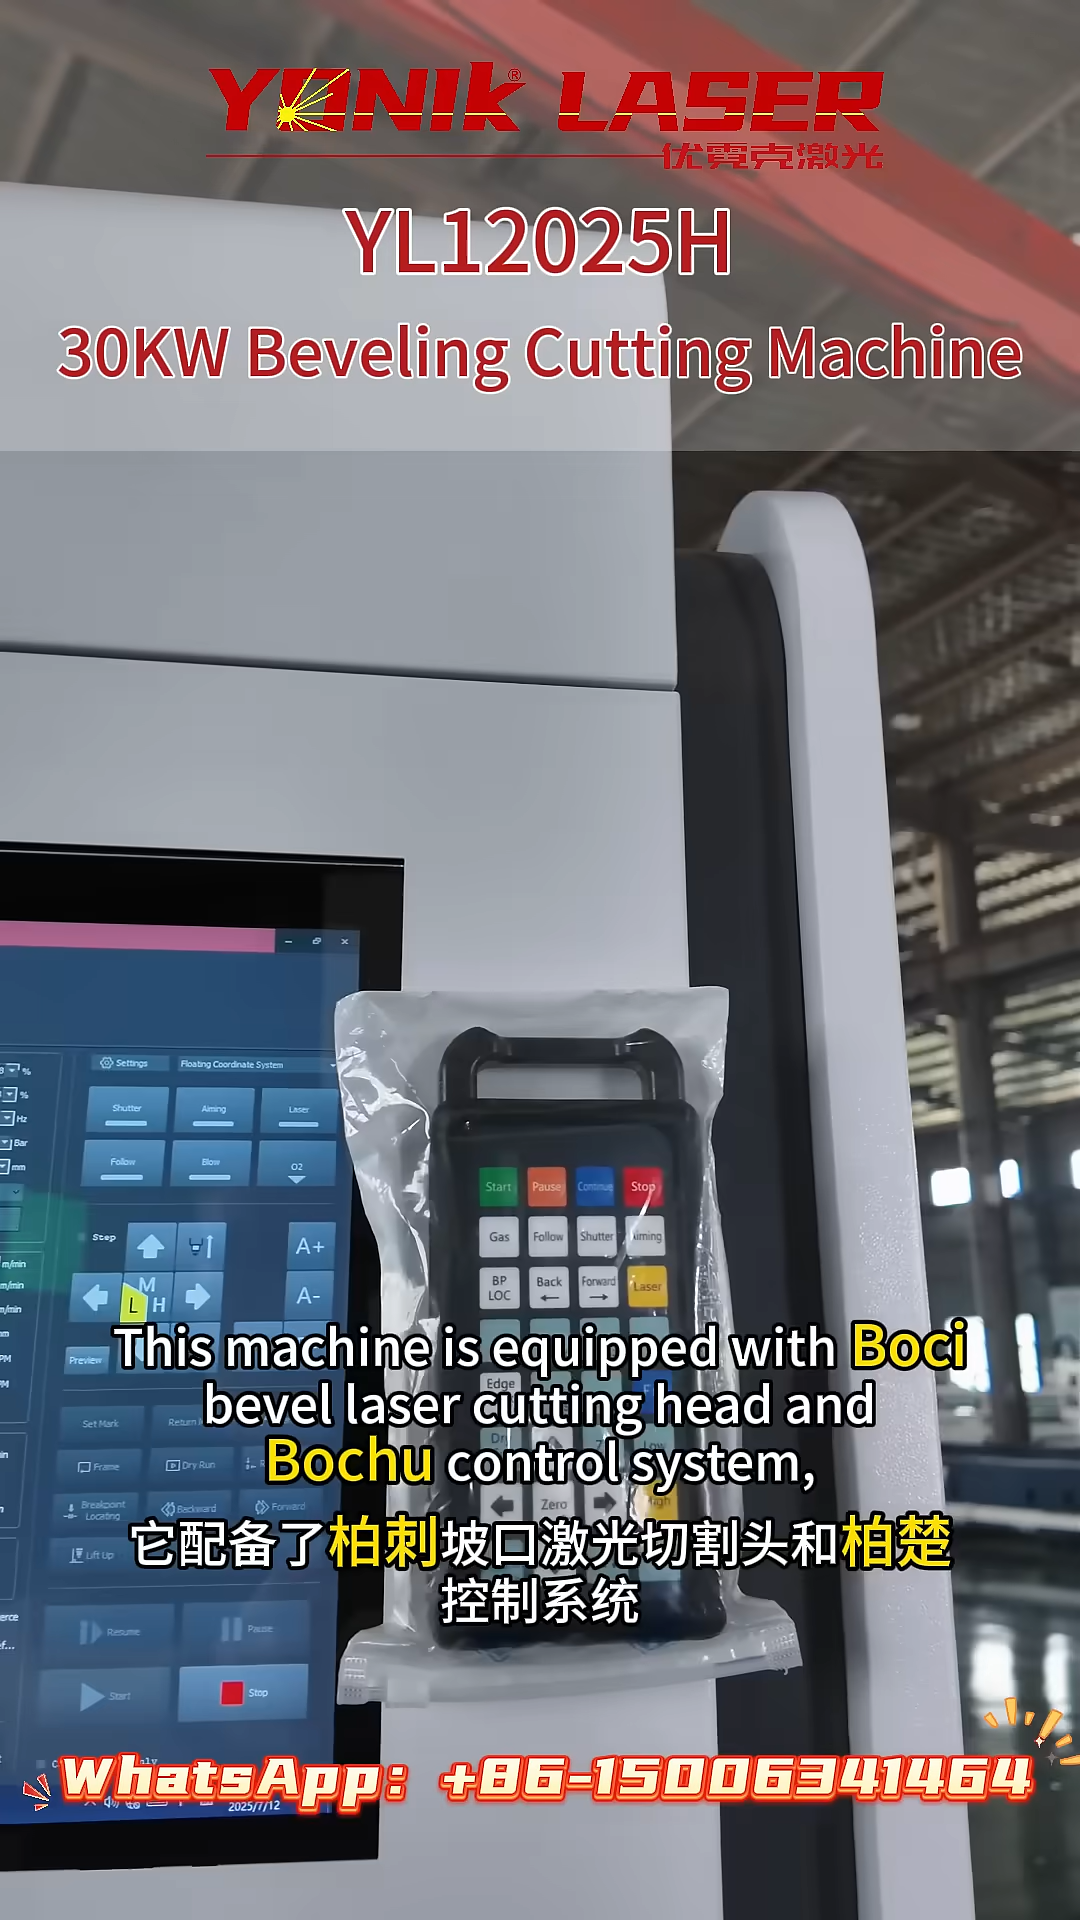 YONIK® LASER
优霓克激光
YL12025H
30KW Beveling Cutting Machine
Settings
Floating Coordinate System
%
%
Hz
Bar
mm
Shutter
Aiming
Laser
Follow
Blow
O2
Step
A+
M
L
H
A-
Preview
Set Mark
Frame
Dry Run
Breakpoint
Locating
Backward
Forward
Lift Up
Resume
Pause
Start
Stop
2025/7/12
Start
Pause
Continue
Stop
Gas
Follow
Shutter
Aiming
BP
LOC
Back
Forward
Laser
Edge
Zero
This machine is equipped with Boci
bevel laser cutting head and
Bochu control system,
它配备了柏刺坡口激光切割头和柏楚
控制系统
WhatsApp：+86-15006341464